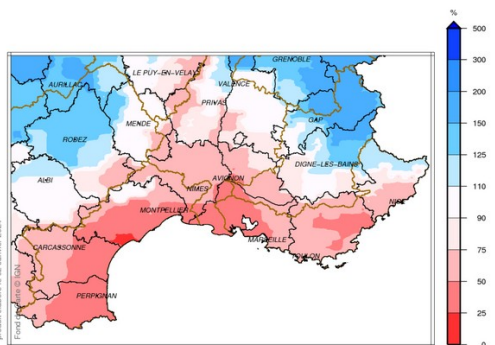 %
500
300
200
150
125
110
90
75
50
25
0
GRENOBLE
LE PUY-EN-VELAY
AURILLAC
VALENCE
PRIVAS
GAP
MENDE
RODEZ
DIGNE-LES-BAINS
ALBI
AVIGNON
NIMES
NICE
MONTPELLIER
MARSEILLE
CARCASSONNE
TOULON
PERPIGNAN
Fond de carte © IGN